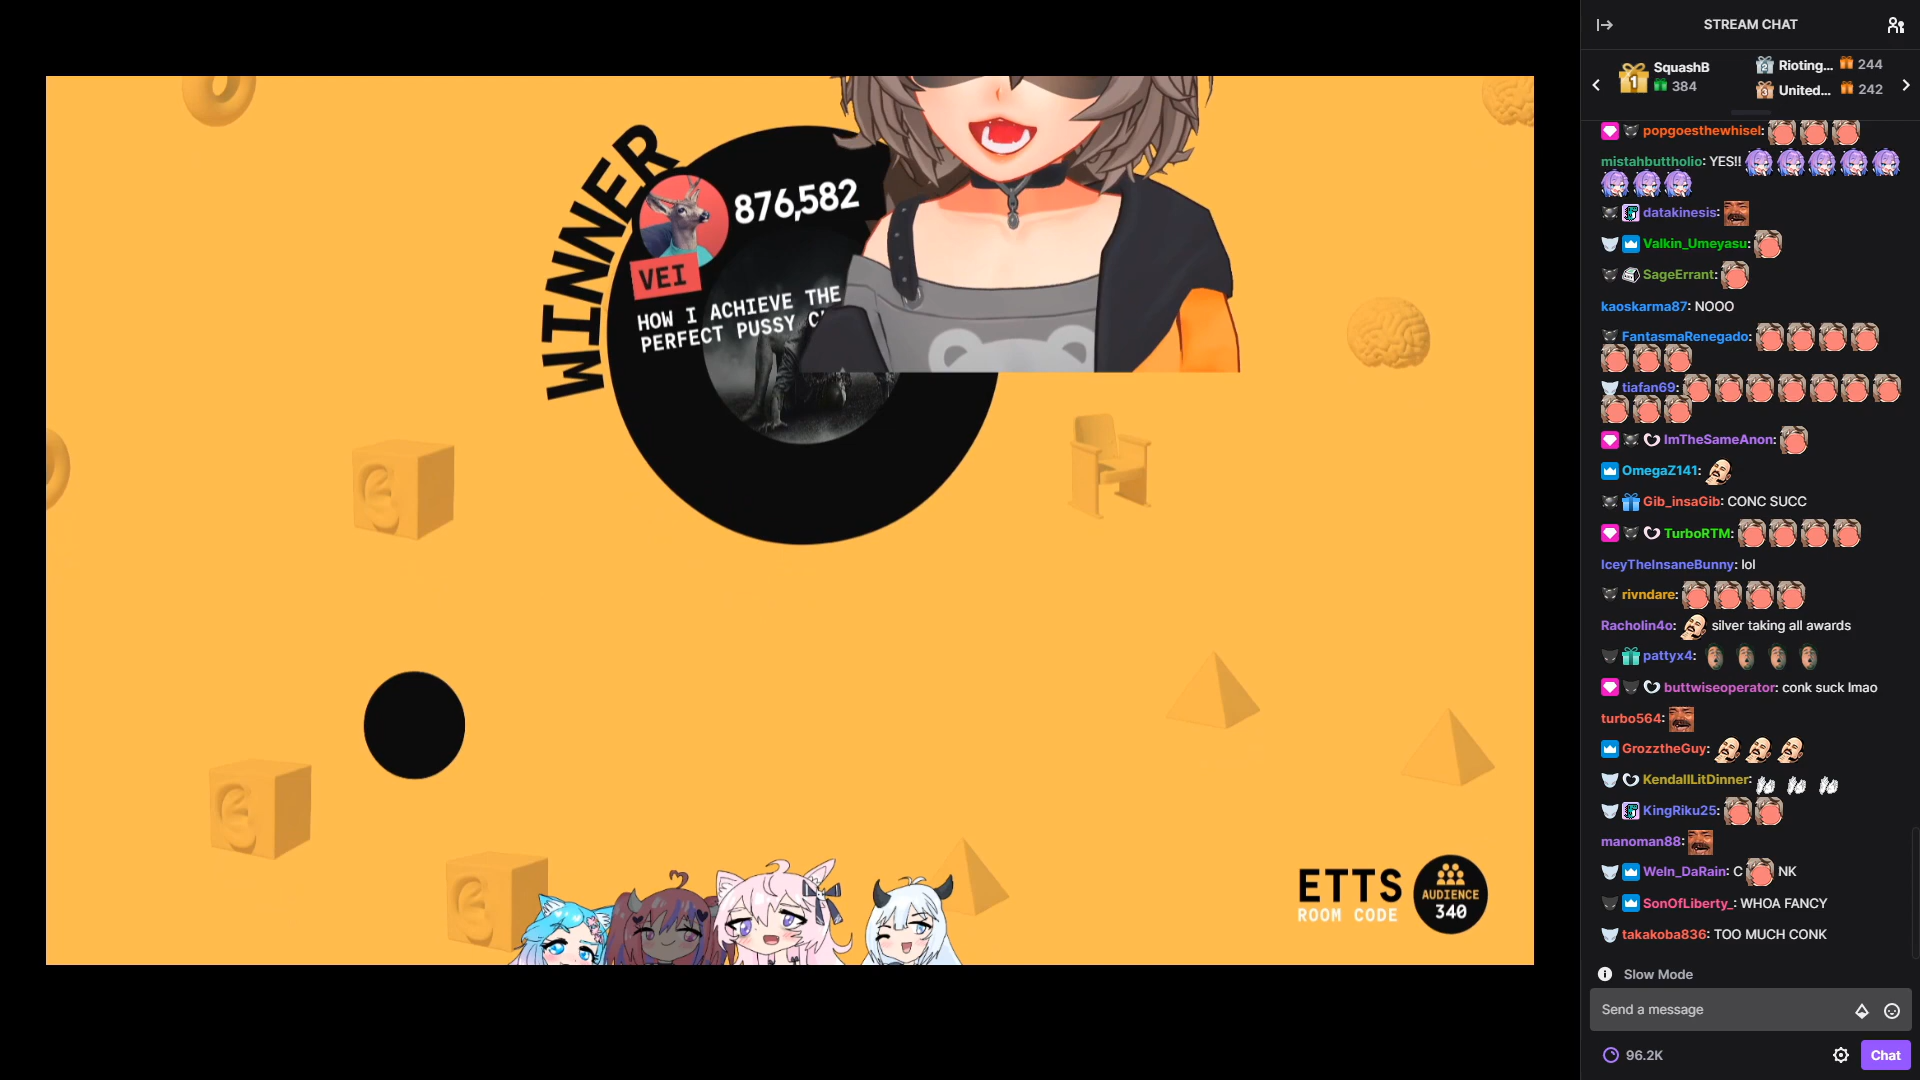 WINNER
876,582
VEI
HOW I ACHIEVE THE
PERFECT PUSSY
ETTS
ROOM CODE
AUDIENCE
340
STREAM CHAT
1
SquashB
384
2
Rioting...
244
3
United...
242
popgoesthewhisel:
mistahbuttholio: YES!!
datakinesis:
Valkin_Umeyasu:
SageErrant:
kaoskarma87: NOOO
FantasmaRenegado:
tiafan69:
ImTheSameAnon:
OmegaZ141:
Gib_insaGib: CONC SUCC
TurboRTM:
IceyTheInsaneBunny: lol
rivndare:
Racholin4o: silver taking all awards
pattyx4:
buttwiseoperator: conk suck lmao
turbo564:
GrozztheGuy:
KendallLitDinner:
KingRiku25:
manoman88:
Weln_DaRain: C NK
SonOfLiberty_: WHOA FANCY
takakoba836: TOO MUCH CONK
Slow Mode
Send a message
96.2K
Chat